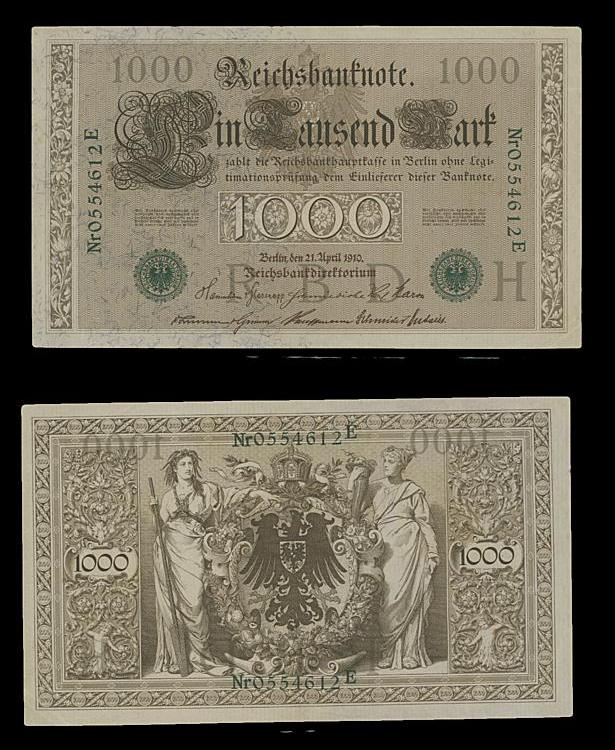 1000 Reichsbanknote. 1000
Ein Tausend Mark
zahlt die Reichsbankhauptkasse in Berlin ohne Legi-
timationsprüfung dem Einlieferer dieser Banknote.
Nr0554612E
Nr0554612E
1000
Berlin, den 21. April 1910.
Reichsbankdirektorium
R B D H
Nr0554612E
1000
1000
1000
1000
Nr0554612E